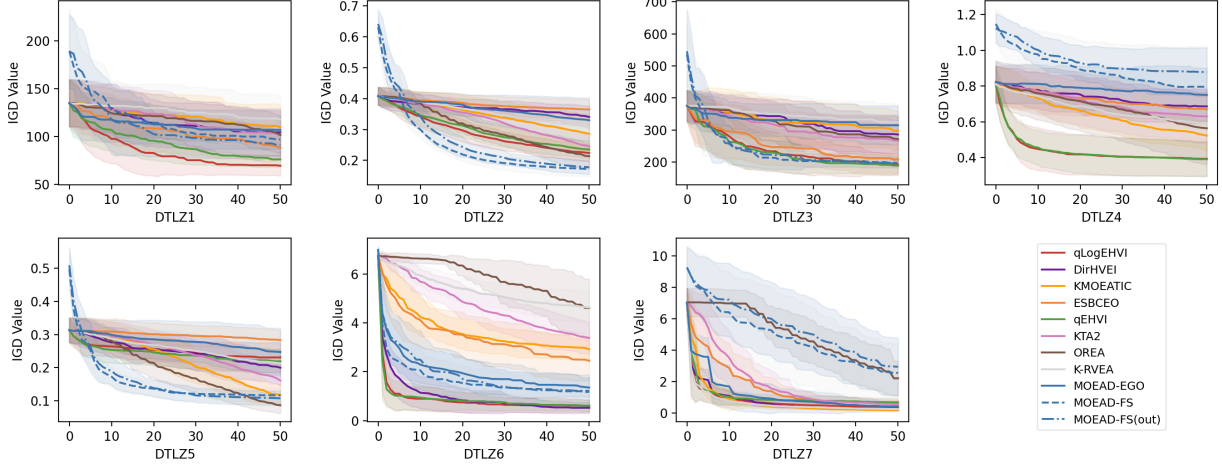 IGD Value
200
150
100
50
0 10 20 30 40 50
DTLZ1
IGD Value
0.7
0.6
0.5
0.4
0.3
0.2
0 10 20 30 40 50
DTLZ2
IGD Value
700
600
500
400
300
200
0 10 20 30 40 50
DTLZ3
IGD Value
1.2
1.0
0.8
0.6
0.4
0 10 20 30 40 50
DTLZ4
IGD Value
0.5
0.4
0.3
0.2
0.1
0 10 20 30 40 50
DTLZ5
IGD Value
6
4
2
0
0 10 20 30 40 50
DTLZ6
IGD Value
10
8
6
4
2
0
0 10 20 30 40 50
DTLZ7
qLogEHVI
DirHVEI
KMOEATIC
ESBCEO
qEHVI
KTA2
OREA
K-RVEA
MOEAD-EGO
MOEAD-FS
MOEAD-FS(out)